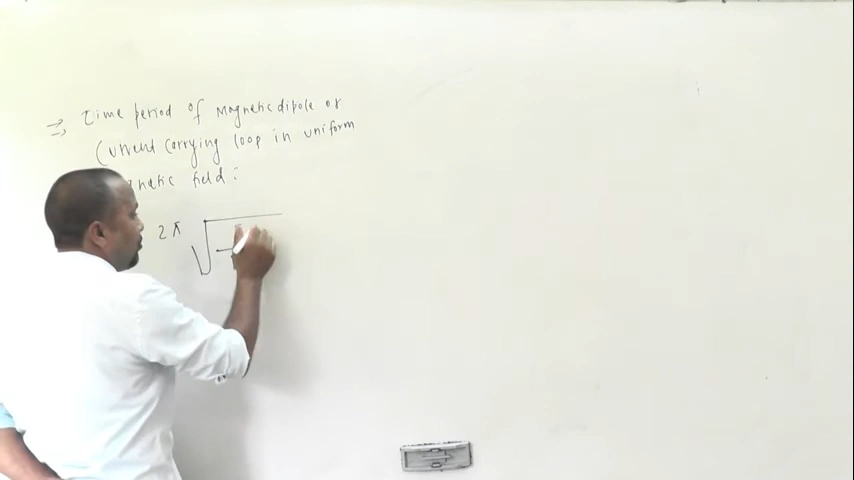 ⇒ Time period of Magnetic dipole or
Current carrying loop in uniform
netic field:
2π √